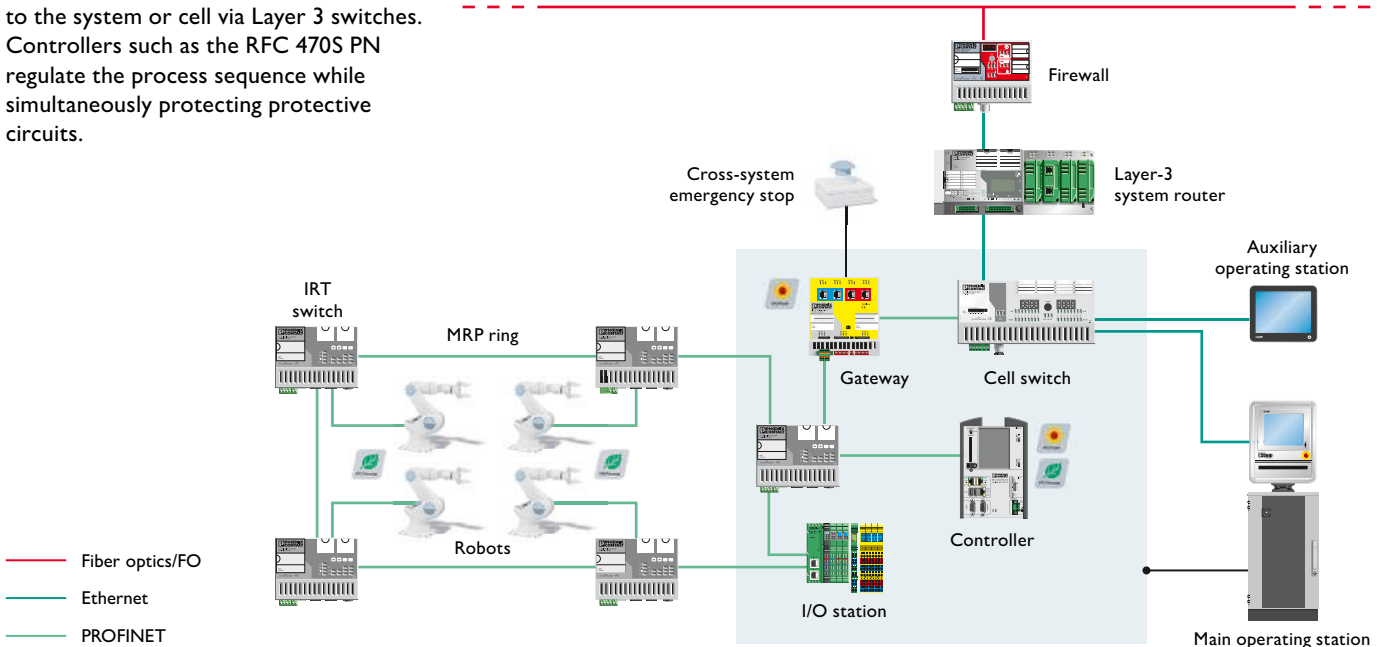 to the system or cell via Layer 3 switches.
Controllers such as the RFC 470S PN
regulate the process sequence while
simultaneously protecting protective
circuits.
Firewall
Cross-system
emergency stop
Layer-3
system router
Auxiliary
operating station
IRT
switch
MRP ring
Gateway
Cell switch
Robots
Controller
I/O station
Main operating station
Fiber optics/FO
Ethernet
PROFINET